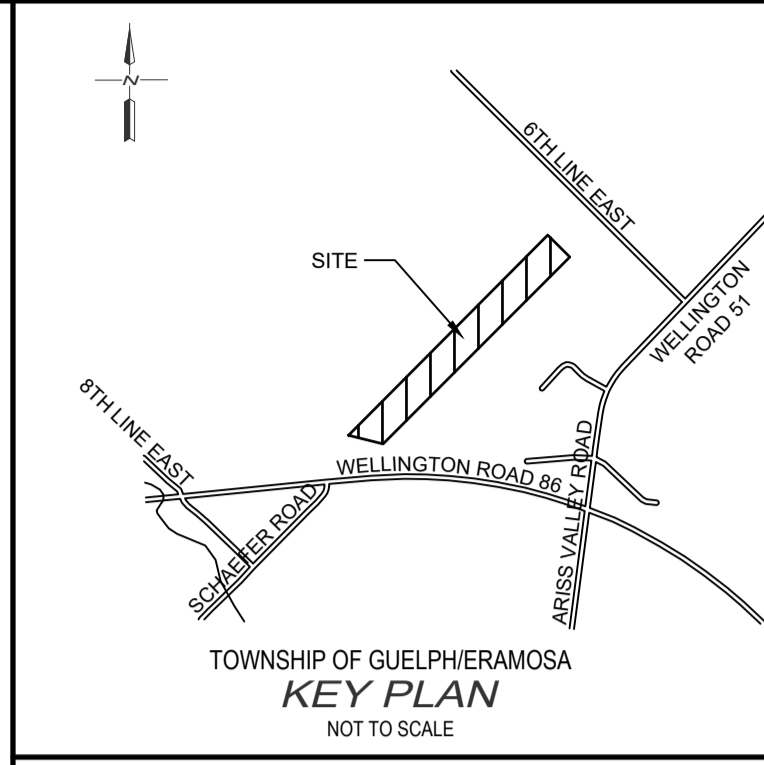 N
6TH LINE EAST
SITE
WELLINGTON
ROAD 51
8TH LINE EAST
WELLINGTON ROAD 86
SCHAEFER ROAD
ARISS VALLEY ROAD
TOWNSHIP OF GUELPH/ERAMOSA
KEY PLAN
NOT TO SCALE